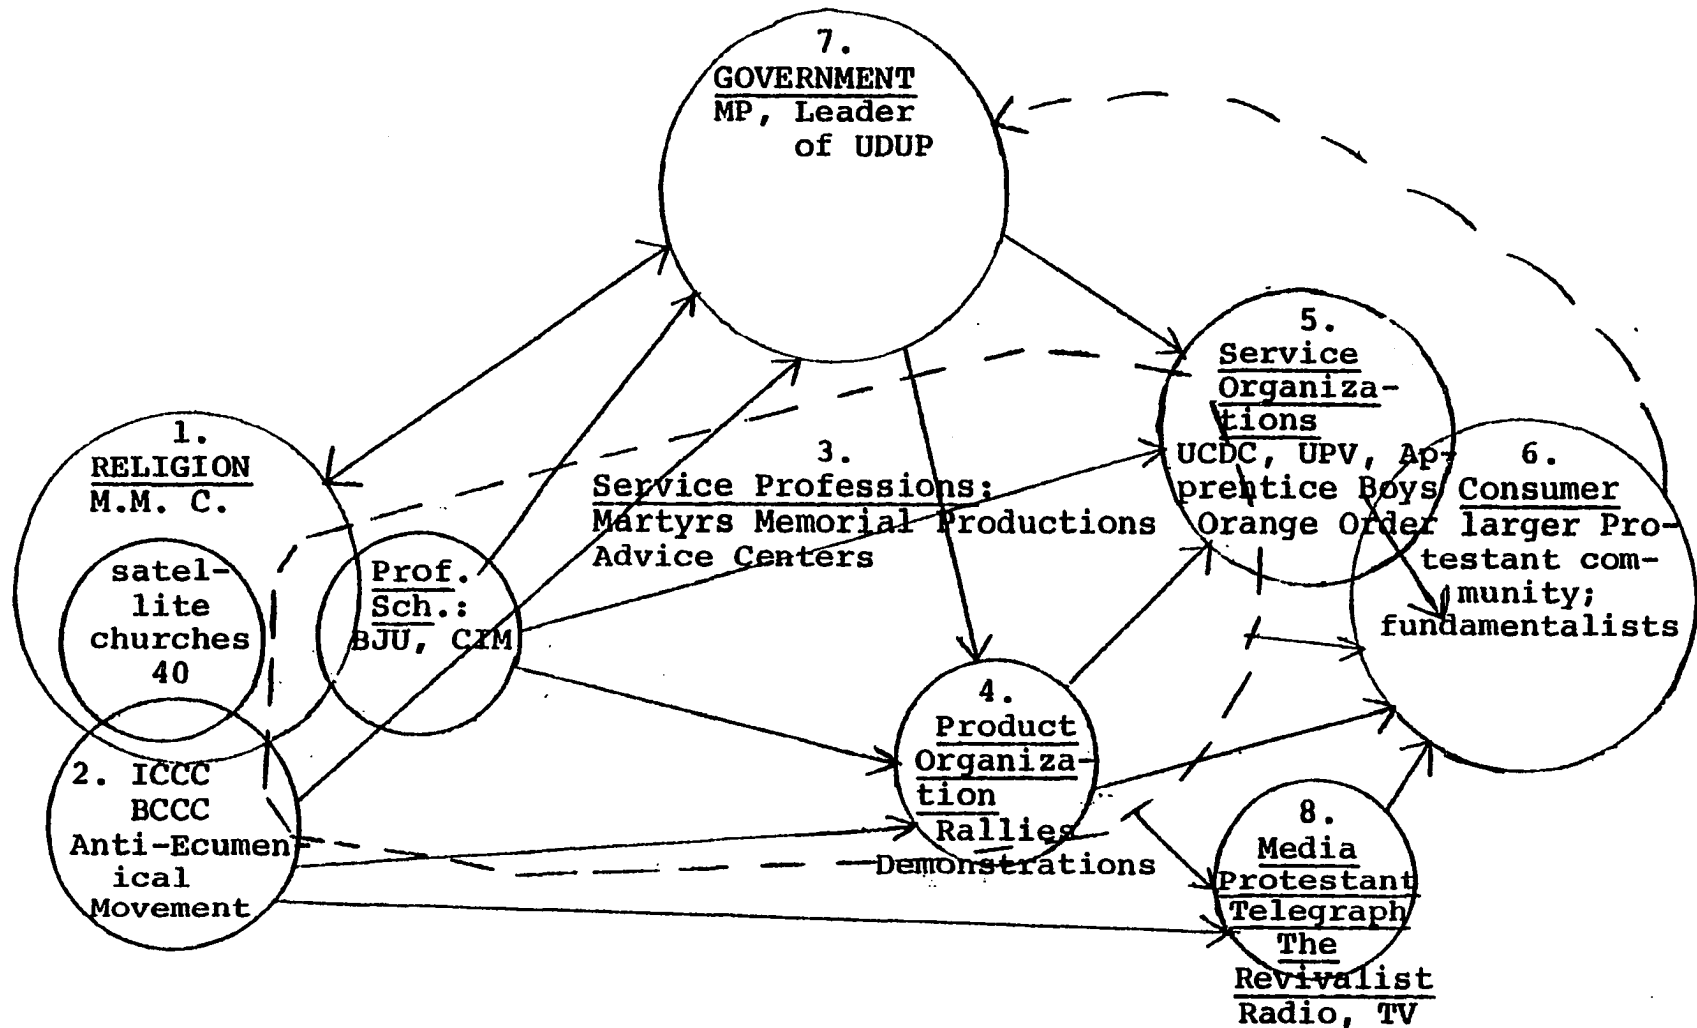 7.
GOVERNMENT
MP, Leader
of UDUP
1.
RELIGION
M.M. C.
satel-
lite
churches
40
Prof.
Sch.:
BJU, CIM
2. ICCC
BCCC
Anti-Ecumen-
ical
Movement
3.
Service Professions:
Martyrs Memorial Productions
Advice Centers
4.
Product
Organiza-
tion
Rallies
Demonstrations
5.
Service
Organiza-
tions
UCDC, UPV, Ap-
prentice Boys
Orange Order
6.
Consumer
larger Pro-
testant com-
munity;
fundamentalists
8.
Media
Protestant
Telegraph
The
Revivalist
Radio, TV